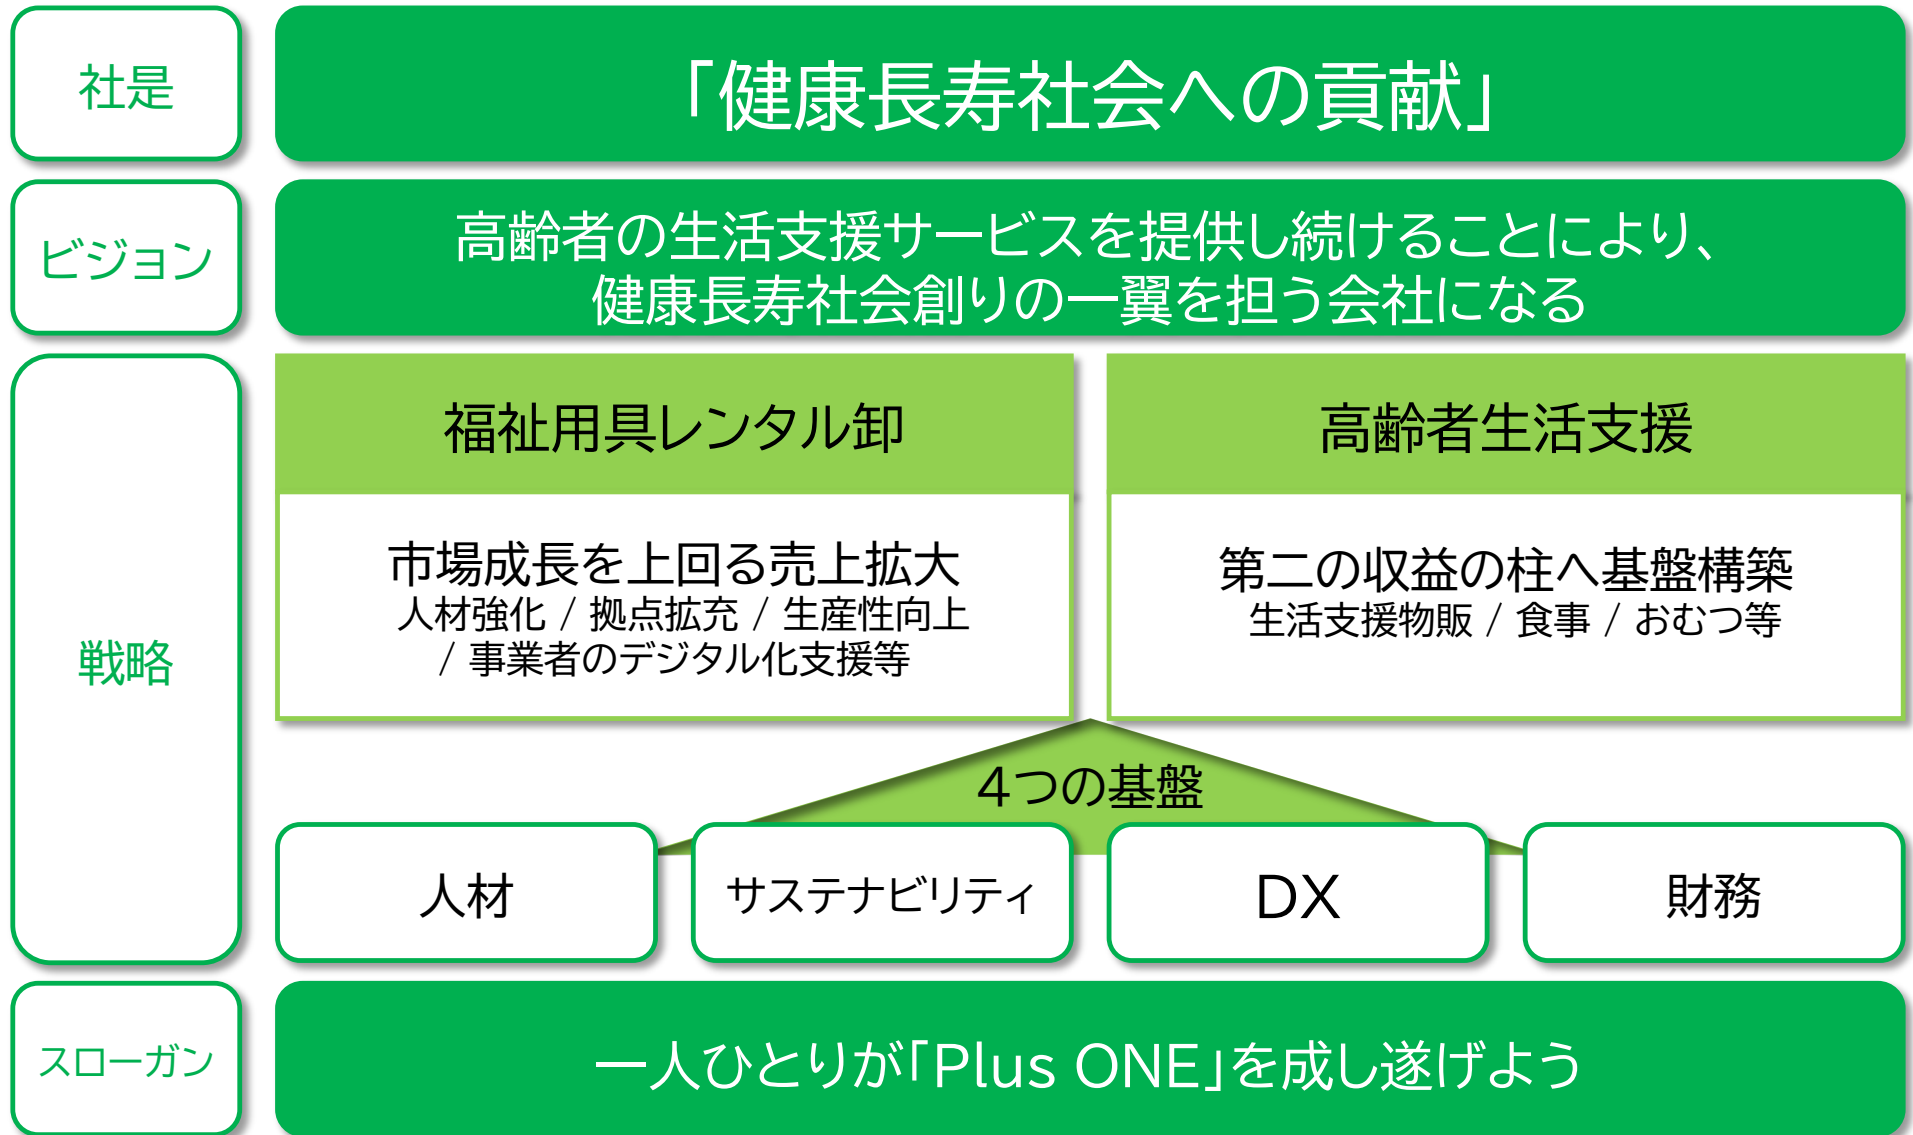 社是
「健康長寿社会への貢献」
ビジョン
高齢者の生活支援サービスを提供し続けることにより、
健康長寿社会創りの一翼を担う会社になる
戦略
福祉用具レンタル卸
市場成長を上回る売上拡大
人材強化 / 拠点拡充 / 生産性向上
/ 事業者のデジタル化支援等
高齢者生活支援
第二の収益の柱へ基盤構築
生活支援物販 / 食事 / おむつ等
4つの基盤
人材
サステナビリティ
DX
財務
スローガン
一人ひとりが「Plus ONE」を成し遂げよう